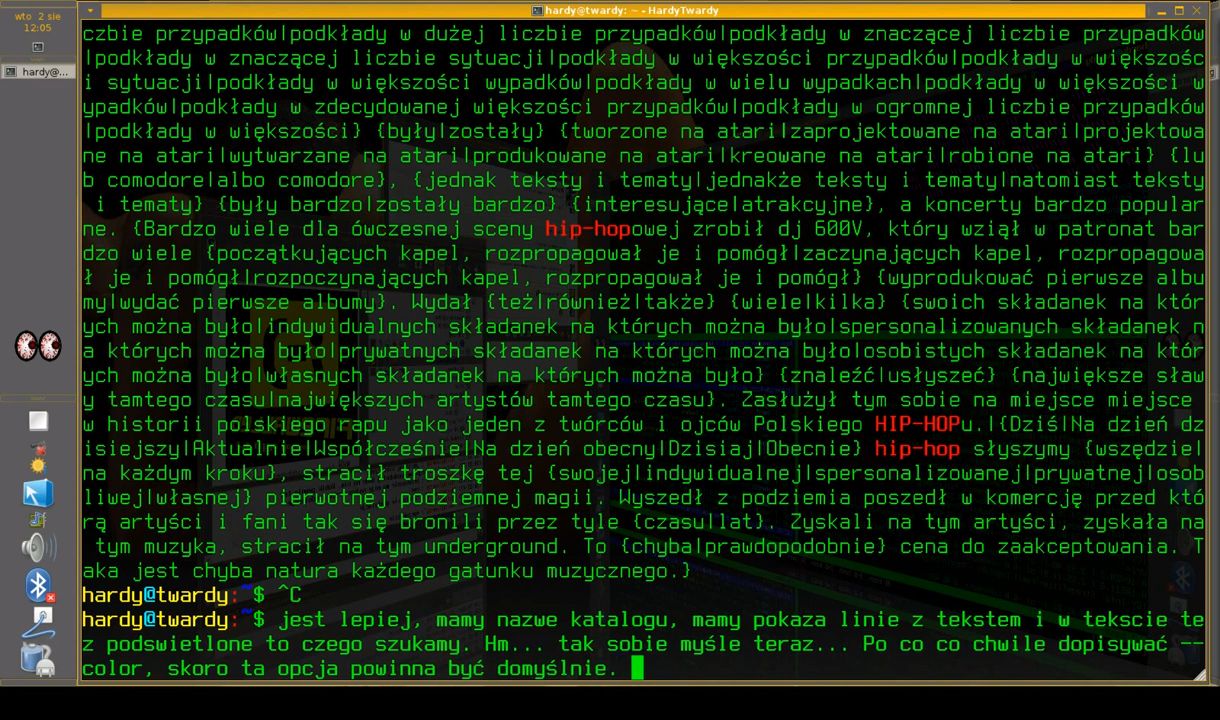 wto 2 sie
12:05
hardy@...
hardy@twardy: ~ - HardyTwardy
czbie przypadków|podkłady w dużej liczbie przypadków|podkłady w znaczącej liczbie przypadków
|podkłady w znaczącej liczbie sytuacji|podkłady w większości przypadków|podkłady w większośc
i sytuacji|podkłady w większości wypadków|podkłady w wielu wypadkach|podkłady w większości w
ypadków|podkłady w zdecydowanej większości przypadków|podkłady w ogromnej liczbie przypadków
|podkłady w większości} {były|zostały} {tworzone na atari|zaprojektowane na atari|projektowa
ne na atari|wytwarzane na atari|produkowane na atari|kreowane na atari|robione na atari} {lu
b comodore|albo comodore}, {jednak teksty i tematy|jednakże teksty i tematy|natomiast teksty
i tematy} {były bardzo|zostały bardzo} {interesujące|atrakcyjne}, a koncerty bardzo popular
ne. {Bardzo wiele dla ówczesnej sceny hip-hopowej zrobił dj 600V, który wziął w patronat bar
dzo wiele {początkujących kapel, rozpropagował je i pomógł|zaczynających kapel, rozpropagowa
ł je i pomógł|rozpoczynających kapel, rozpropagował je i pomógł} {wyprodukować pierwsze albu
my|wydać pierwsze albumy}. Wydał {też|również|także} {wiele|kilka} {swoich składanek na któr
ych można było|indywidualnych składanek na których można było|spersonalizowanych składanek n
a których można było|prywatnych składanek na których można było|osobistych składanek na któr
ych można było|własnych składanek na których można było} {znaleźć|usłyszeć} {największe sław
y tamtego czasu|największych artystów tamtego czasu}. Zasłużył tym sobie na miejsce miejsce
w historii polskiego rapu jako jeden z twórców i ojców Polskiego HIP-HOPu.|{Dziś|Na dzień dz
isiejszy|Aktualnie|Współcześnie|Na dzień obecny|Dzisiaj|Obecnie} hip-hop słyszymy {wszędzie|
na każdym kroku}, stracił troszkę tej {swojej|indywidualnej|spersonalizowanej|prywatnej|osob
liwej|własnej} pierwotnej podziemnej magii. Wyszedł z podziemia poszedł w komercję przed któ
rą artyści i fani tak się bronili przez tyle {czasu|lat}. Zyskali na tym artyści, zyskała na
tym muzyka, stracił na tym underground. To {chyba|prawdopodobnie} cena do zaakceptowania. T
aka jest chyba natura każdego gatunku muzycznego.}
hardy@twardy:~$ ^C
hardy@twardy:~$ jest lepiej, mamy nazwe katalogu, mamy pokaza linie z tekstem i w tekscie te
z podswietlone to czego szukamy. Hm... tak sobie myśle teraz... Po co co chwile dopisywać --
color, skoro ta opcja powinna być domyślnie.